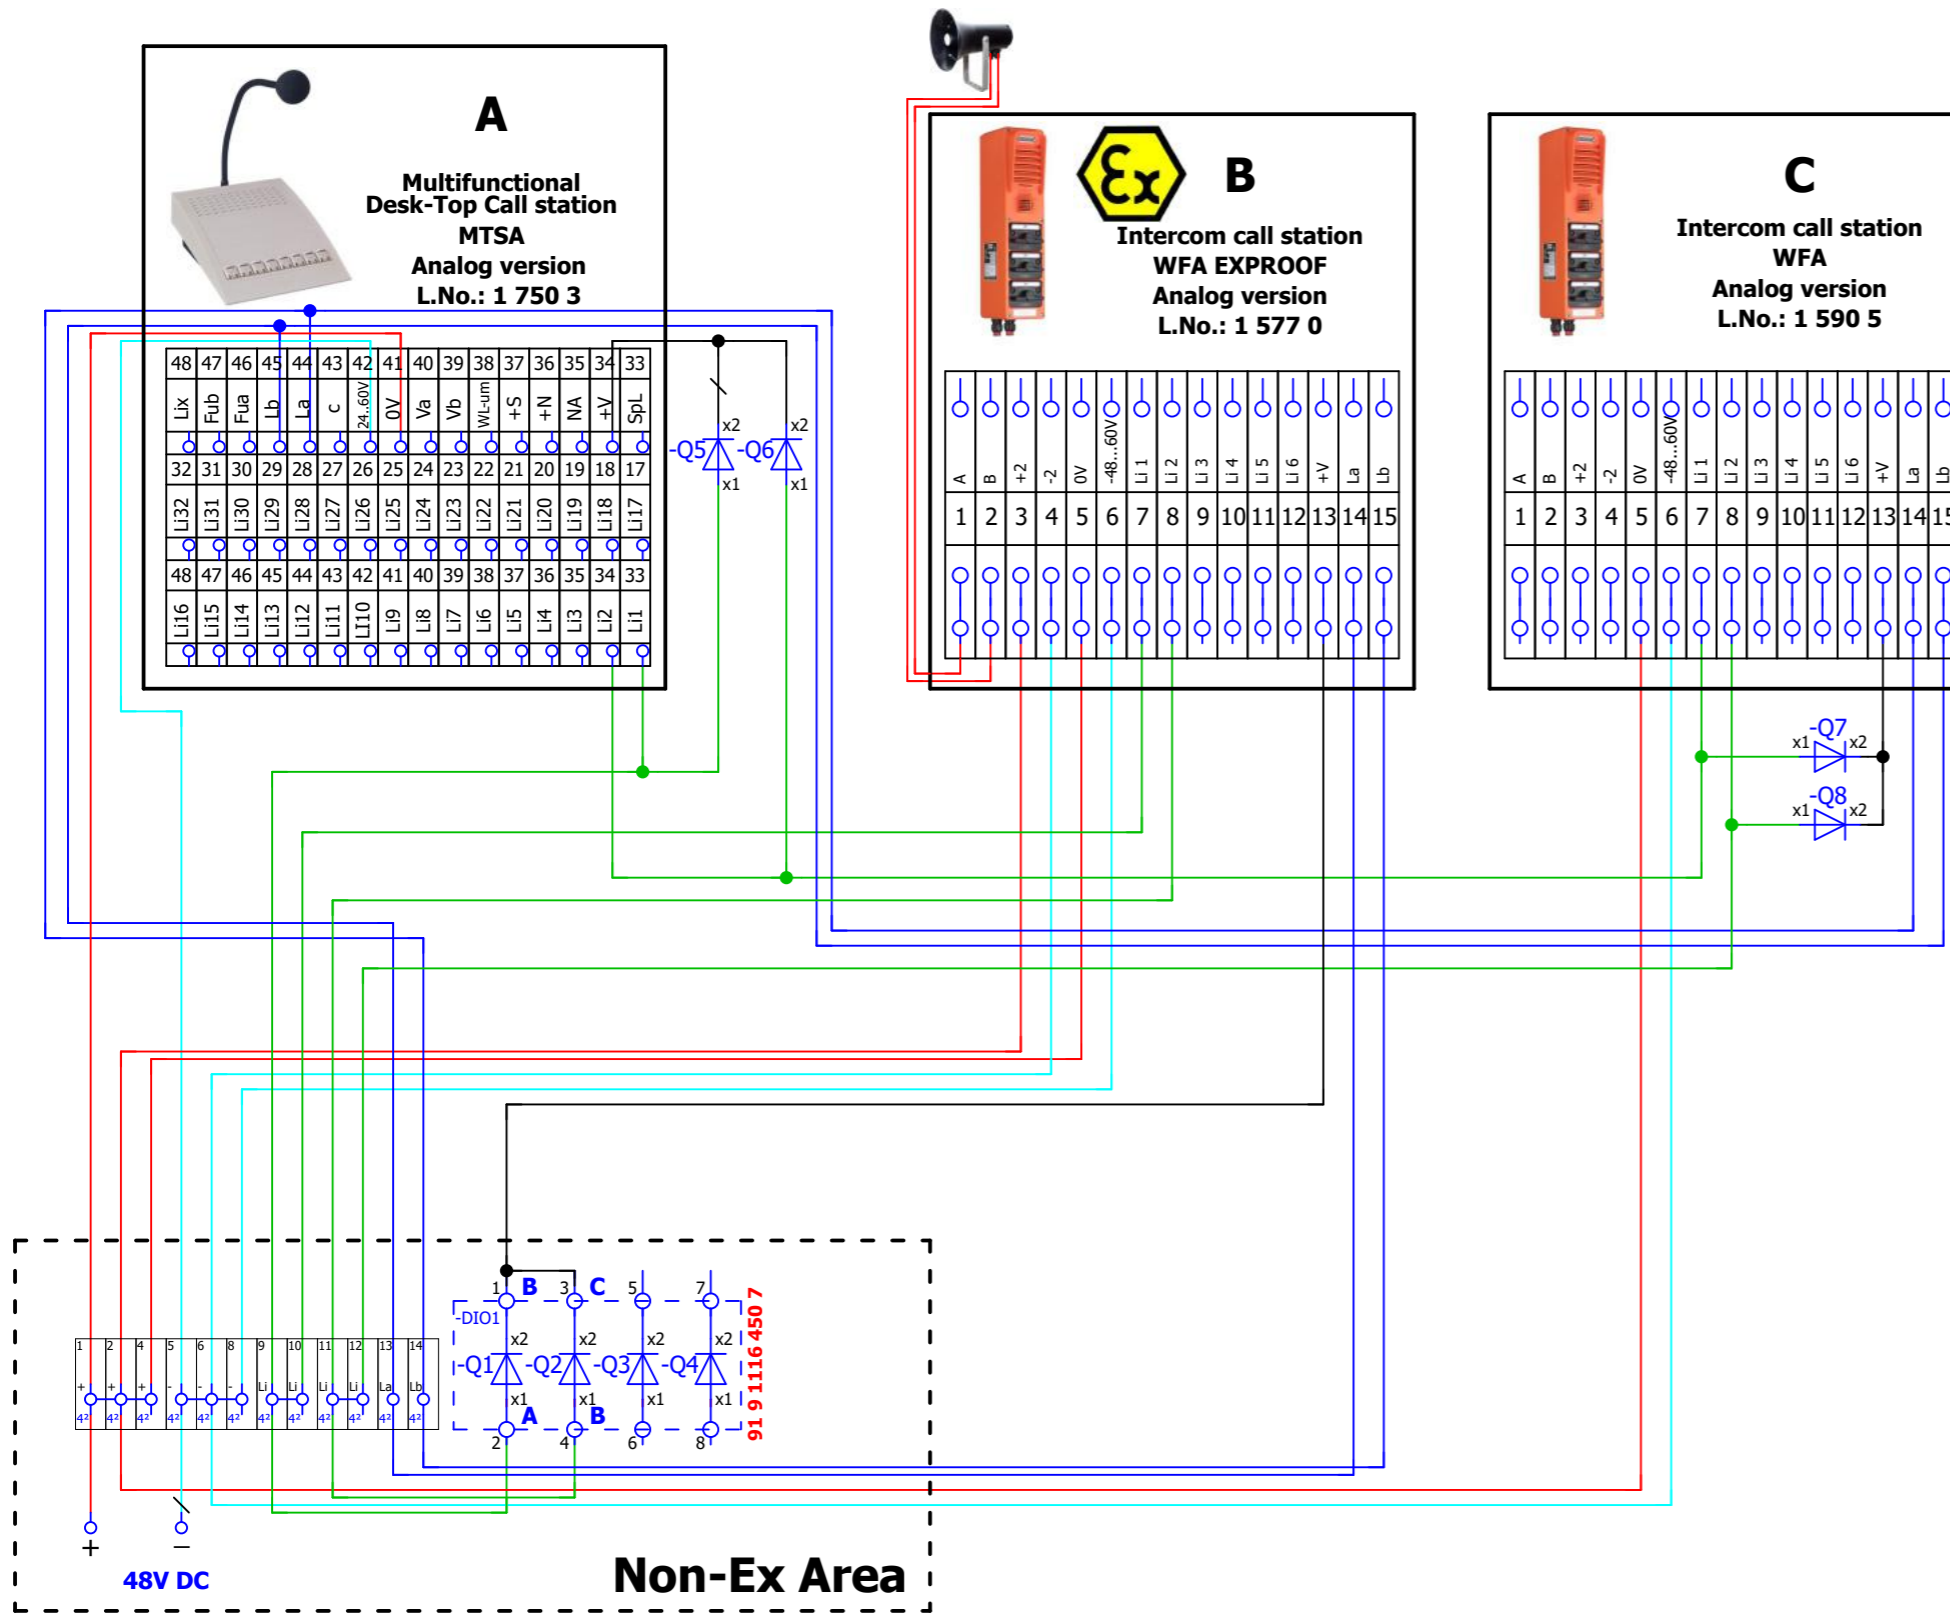 A
Multifunctional
Desk-Top Call station
MTSA
Analog version
L.No.: 1 750 3
48 47 46 45 44 43 42 41 40 39 38 37 36 35 34 33
Lix Fub Fua Lb La c 24..60V 0V Va Vb WL-um +S +N NA +V SpL
32 31 30 29 28 27 26 25 24 23 22 21 20 19 18 17
Li32 Li31 Li30 Li29 Li28 Li27 Li26 Li25 Li24 Li23 Li22 Li21 Li20 Li19 Li18 Li17
48 47 46 45 44 43 42 41 40 39 38 37 36 35 34 33
Li16 Li15 Li14 Li13 Li12 Li11 LI10 Li9 Li8 Li7 Li6 Li5 Li4 Li3 Li2 Li1
x2 x2
-Q5 -Q6
x1 x1
Ex
B
Intercom call station
WFA EXPROOF
Analog version
L.No.: 1 577 0
A B +2 -2 0V -48...60V Li 1 Li 2 Li 3 Li 4 Li 5 Li 6 +V La Lb
1 2 3 4 5 6 7 8 9 10 11 12 13 14 15
C
Intercom call station
WFA
Analog version
L.No.: 1 590 5
A B +2 -2 0V -48...60V Li 1 Li 2 Li 3 Li 4 Li 5 Li 6 +V La Lb
1 2 3 4 5 6 7 8 9 10 11 12 13 14 15
-Q7
x1 x2
-Q8
x1 x2
1 B 3 C 5 7
-DIO1
x2 x2 x2 x2
-Q1 -Q2 -Q3 -Q4
x1 x1 x1 x1
A B
2 4 6 8
91 9 1116 450 7
1 2 4 5 6 8 9 10 11 12 13 14
+ + + - - - Li Li Li Li La Lb
4² 4² 4² 4² 4² 4² 4² 4² 4² 4² 4² 4²
+ −
48V DC
Non-Ex Area